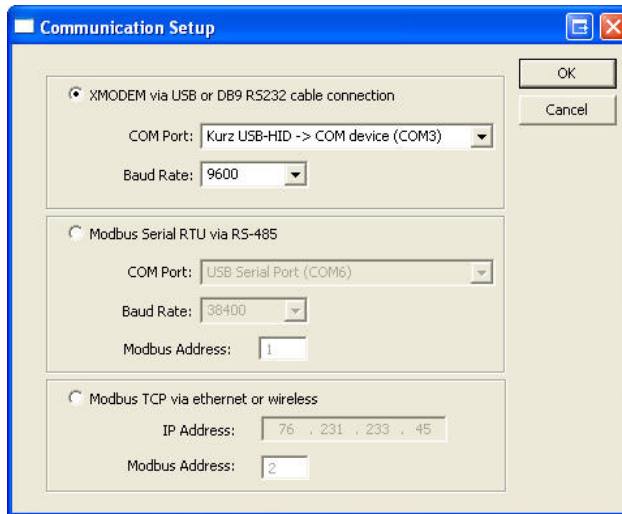 Communication Setup
OK
Cancel
XMODEM via USB or DB9 RS232 cable connection
COM Port: Kurz USB-HID -> COM device (COM3)
Baud Rate: 9600
Modbus Serial RTU via RS-485
COM Port: USB Serial Port (COM6)
Baud Rate: 38400
Modbus Address: 1
Modbus TCP via ethernet or wireless
IP Address: 76 . 231 . 233 . 45
Modbus Address: 2